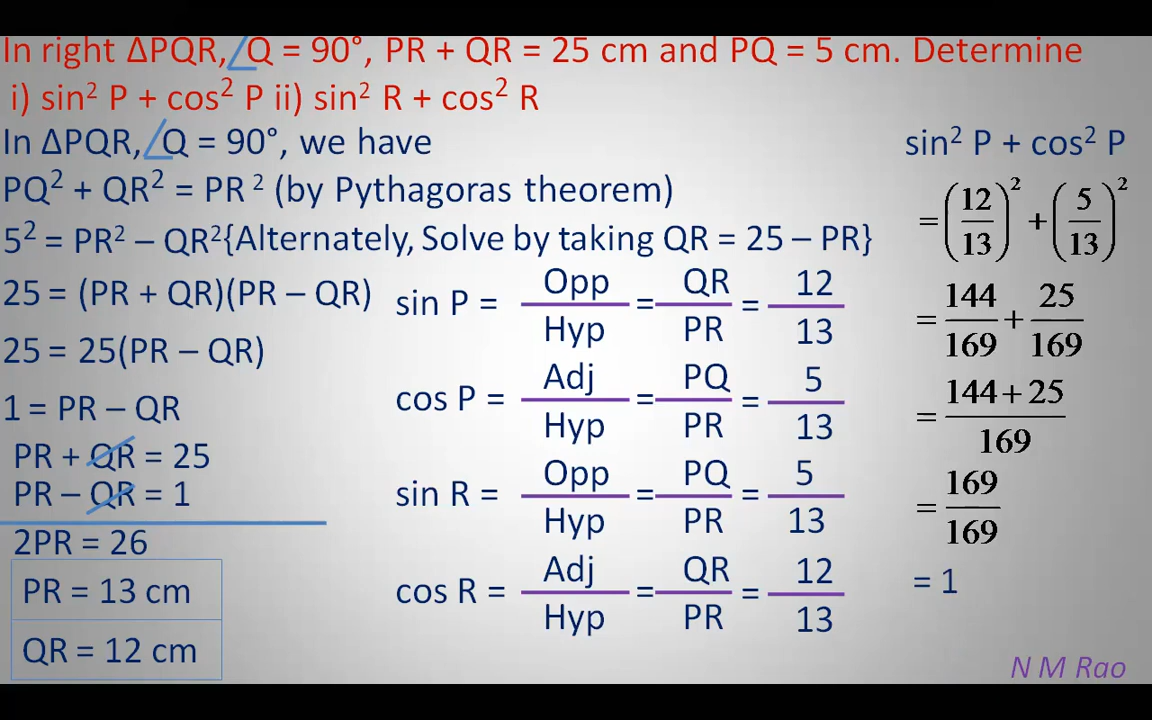 In right ΔPQR,∠Q = 90°, PR + QR = 25 cm and PQ = 5 cm. Determine
i) sin² P + cos² P ii) sin² R + cos² R
In ΔPQR,∠Q = 90°, we have
PQ² + QR² = PR ² (by Pythagoras theorem)
5² = PR² – QR²{Alternately, Solve by taking QR = 25 – PR}
25 = (PR + QR)(PR – QR)
25 = 25(PR – QR)
1 = PR – QR
PR + QR = 25
PR – QR = 1
2PR = 26
PR = 13 cm
QR = 12 cm
sin P = Opp/Hyp = QR/PR = 12/13
cos P = Adj/Hyp = PQ/PR = 5/13
sin R = Opp/Hyp = PQ/PR = 5/13
cos R = Adj/Hyp = QR/PR = 12/13
sin² P + cos² P
= (12/13)² + (5/13)²
= 144/169 + 25/169
= (144 + 25)/169
= 169/169
= 1
N M Rao